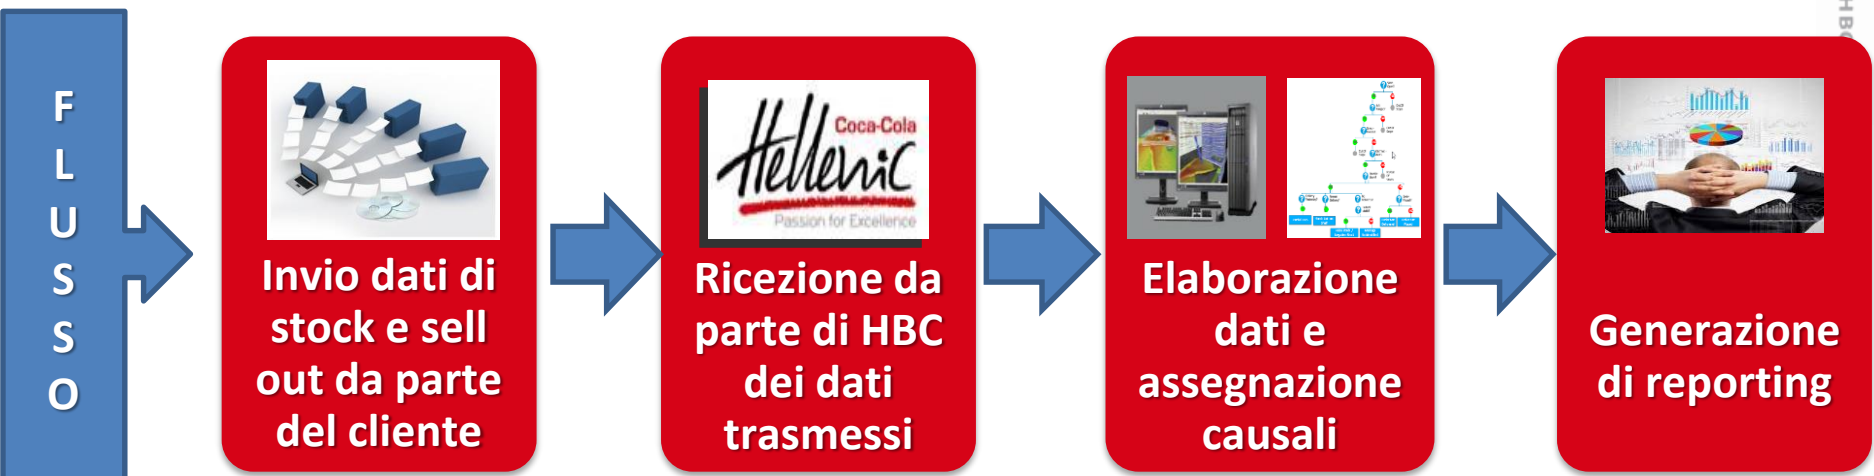 F
L
U
S
S
O
Invio dati di
stock e sell
out da parte
del cliente
Coca-Cola
Hellenic
Passion for Excellence
Ricezione da
parte di HBC
dei dati
trasmessi
Elaborazione
dati e
assegnazione
causali
Generazione
di reporting